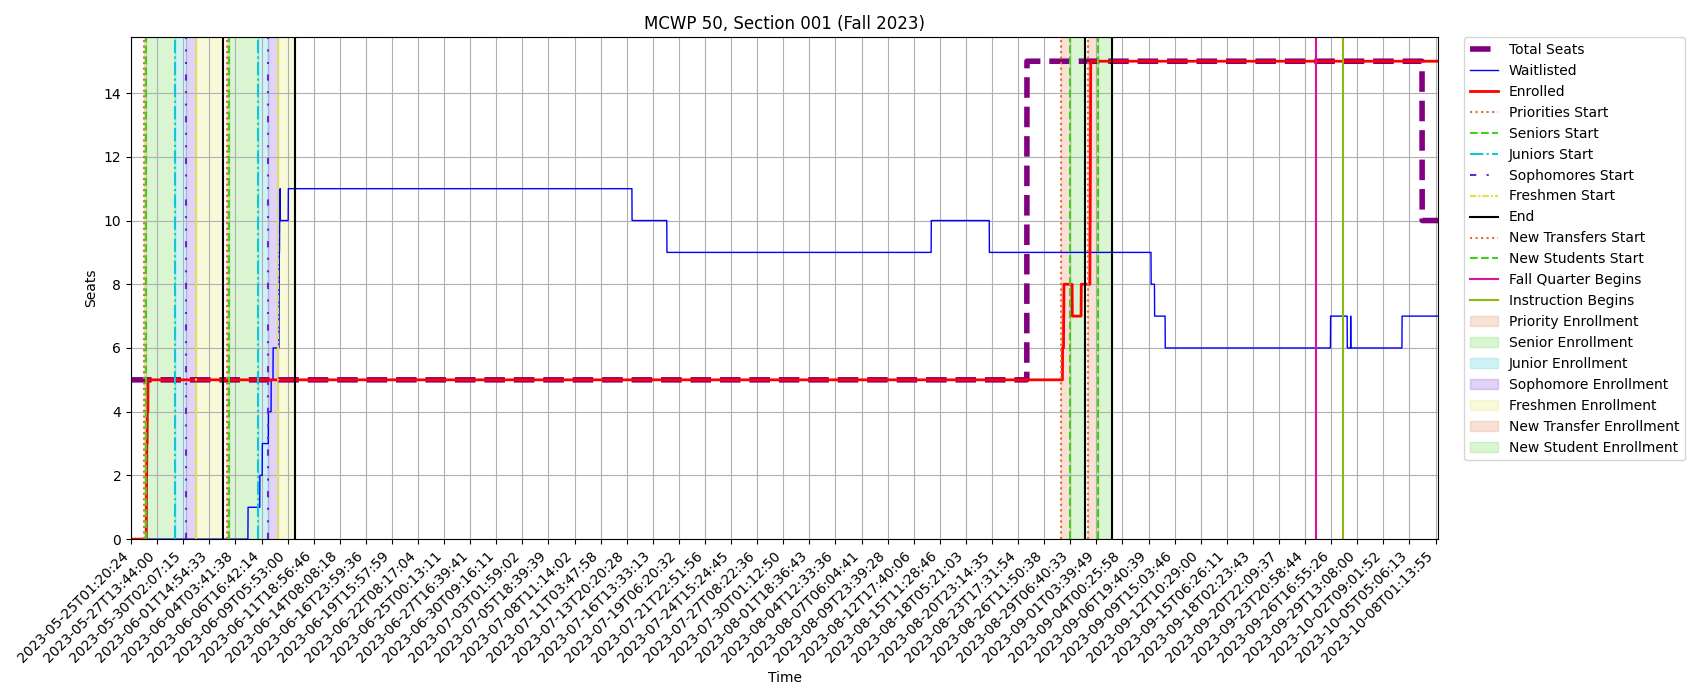 MCWP 50, Section 001 (Fall 2023)
Seats
14
12
10
8
6
4
2
0
2023-05-25T01:20:24
2023-05-27T13:44:00
2023-05-30T02:07:15
2023-06-01T14:54:33
2023-06-04T03:41:38
2023-06-06T16:42:14
2023-06-09T05:53:00
2023-06-11T18:56:46
2023-06-14T08:08:18
2023-06-16T23:59:36
2023-06-19T15:57:59
2023-06-22T08:17:04
2023-06-25T00:13:11
2023-06-27T16:39:41
2023-06-30T09:16:11
2023-07-03T01:59:02
2023-07-05T18:39:39
2023-07-08T11:14:02
2023-07-11T03:47:58
2023-07-13T20:20:28
2023-07-16T13:33:13
2023-07-19T06:20:32
2023-07-21T22:51:56
2023-07-24T15:24:45
2023-07-27T08:22:36
2023-07-30T01:12:50
2023-08-01T18:36:43
2023-08-04T12:33:36
2023-08-07T06:04:41
2023-08-09T23:39:28
2023-08-12T17:40:06
2023-08-15T11:28:46
2023-08-18T05:21:03
2023-08-20T23:14:35
2023-08-23T17:31:54
2023-08-26T11:50:38
2023-08-29T06:40:33
2023-09-01T03:39:49
2023-09-04T00:25:58
2023-09-06T19:40:39
2023-09-09T15:03:46
2023-09-12T10:29:00
2023-09-15T06:26:11
2023-09-18T02:23:43
2023-09-20T22:09:37
2023-09-23T20:58:44
2023-09-26T16:55:26
2023-09-29T13:08:00
2023-10-02T09:01:52
2023-10-05T05:06:13
2023-10-08T01:13:55
Time
Total Seats
Waitlisted
Enrolled
Priorities Start
Seniors Start
Juniors Start
Sophomores Start
Freshmen Start
End
New Transfers Start
New Students Start
Fall Quarter Begins
Instruction Begins
Priority Enrollment
Senior Enrollment
Junior Enrollment
Sophomore Enrollment
Freshmen Enrollment
New Transfer Enrollment
New Student Enrollment